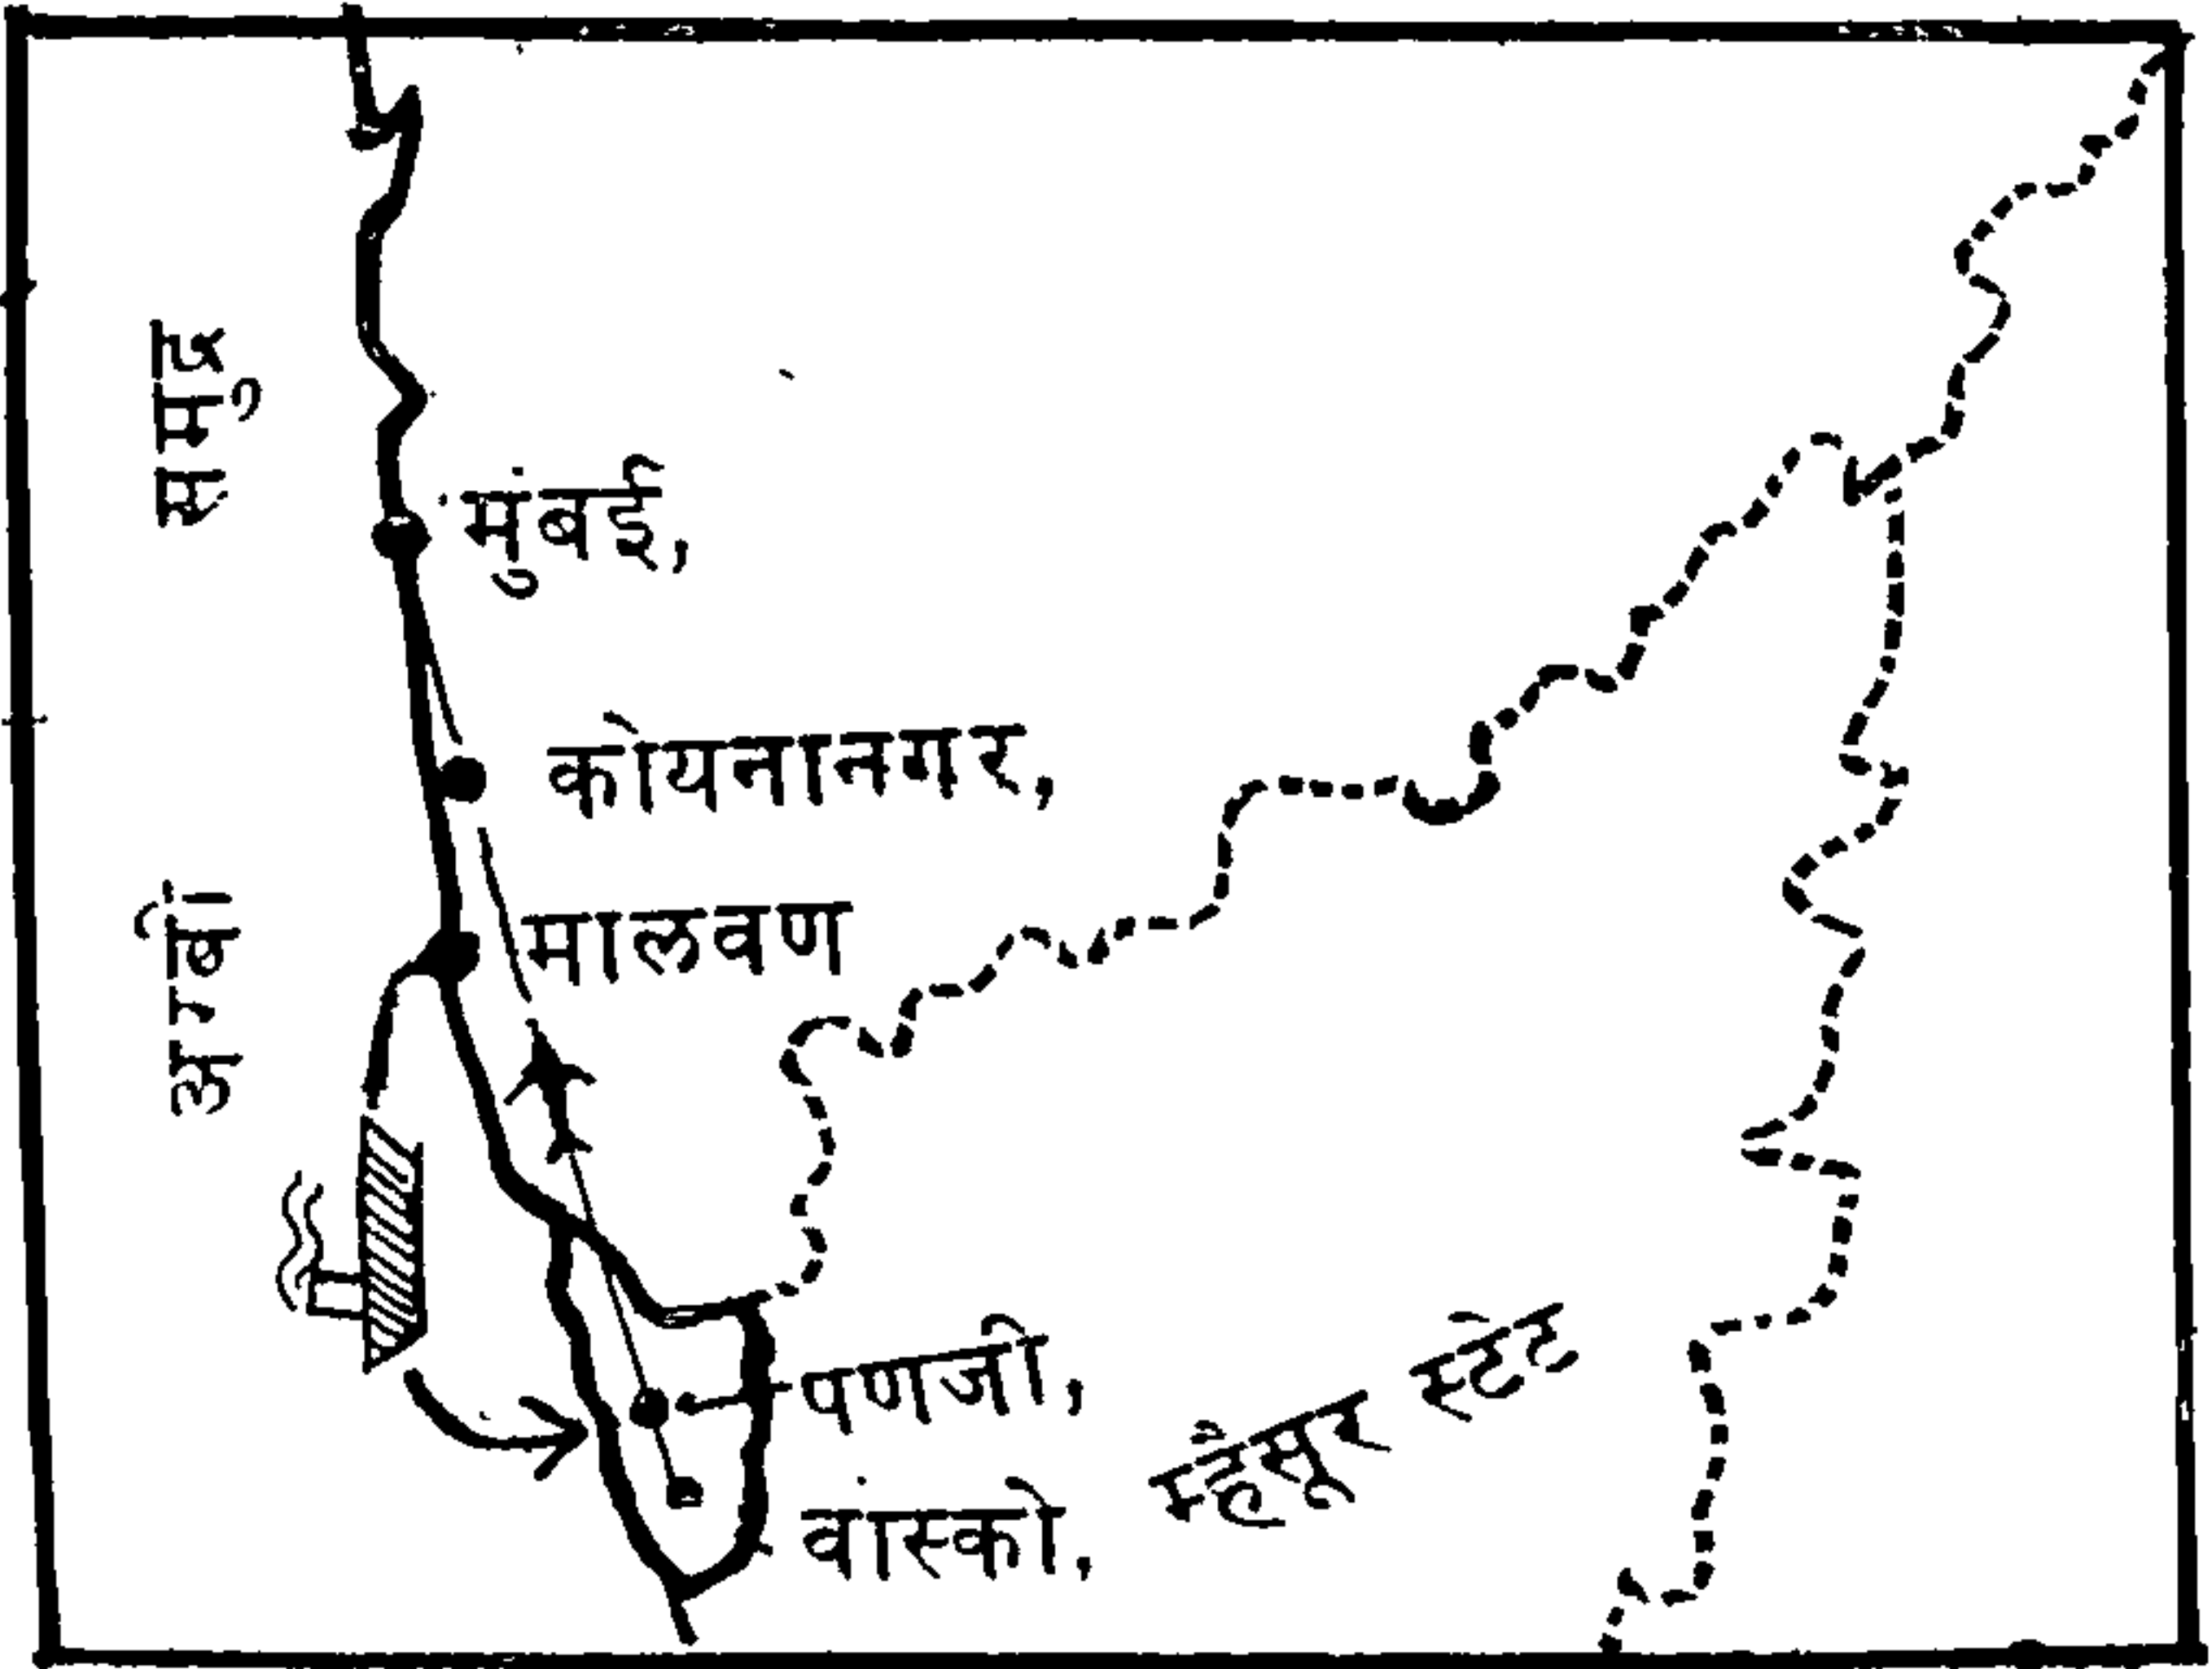 अरबी समुद्र
मुंबई,
कोयनानगर,
मालवण
पणजी,
वास्को,
म्हैसूर स्टेट